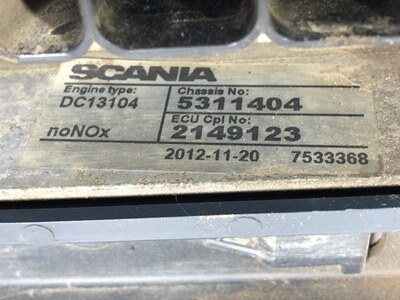 SCANIA
Engine type: Chassis No:
DC13104 5311404
ECU Cpl No:
noNOx 2149123
2012-11-20 7533368